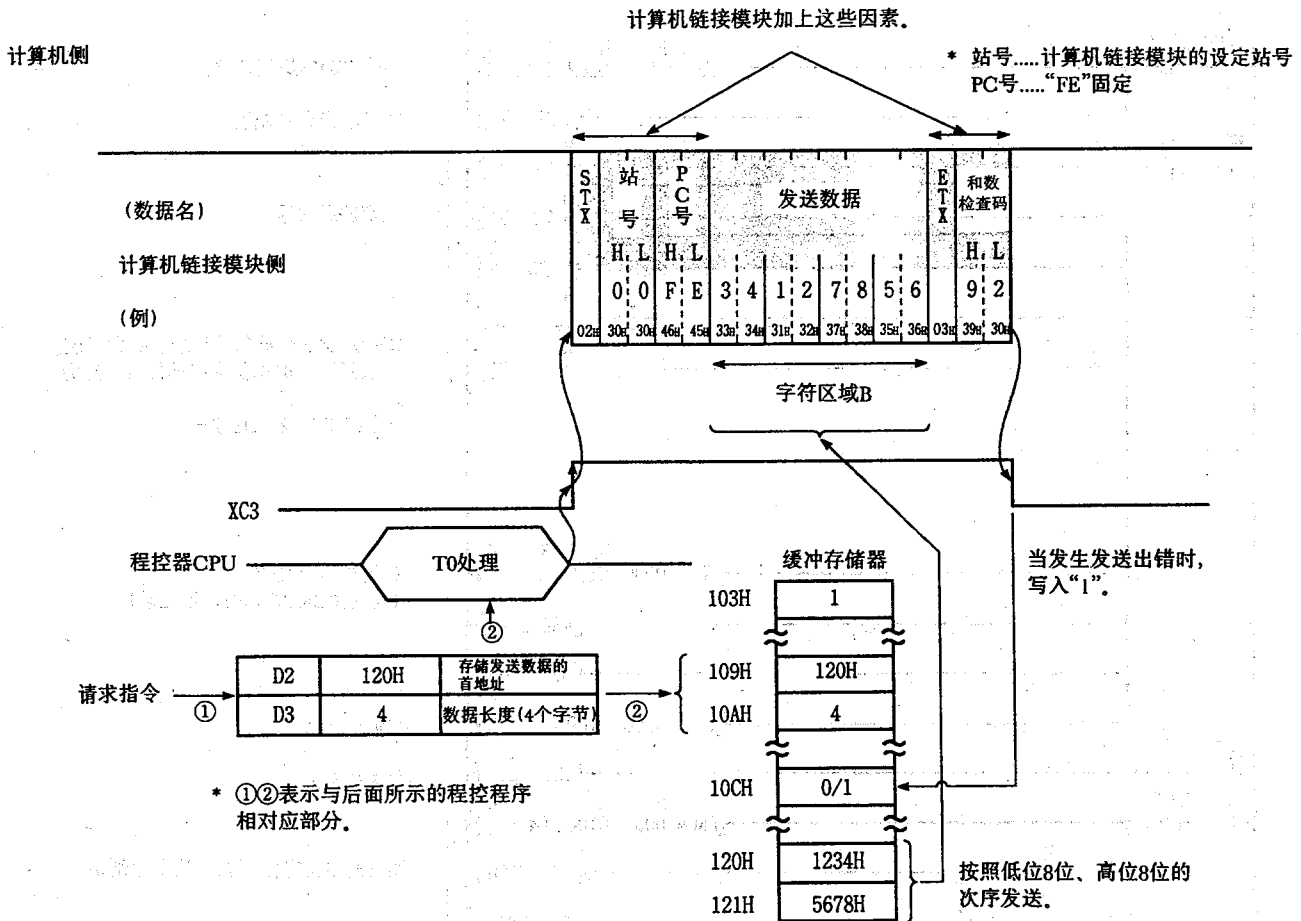 计算机链接模块加上这些因素。
计算机侧
* 站号.....计算机链接模块的设定站号
PC号.....“FE”固定
(数据名)
STX
站号
PC号
发送数据
ETX
和数
检查码
计算机链接模块侧
H L H L H L
(例)
0 0 F E 3 4 1 2 7 8 5 6 9 2
02H 30H 30H 46H 45H 33H 34H 31H 32H 37H 38H 35H 36H 03H 39H 30H
字符区域B
XC3
程控器CPU
TO处理
②
缓冲存储器
当发生发送出错时,
写入“1”。
103H 1
请求指令
①
D2 120H 存储发送数据的
首地址
D3 4 数据长度(4个字节)
②
109H 120H
10AH 4
10CH 0/1
* ①②表示与后面所示的程控程序
相对应部分。
120H 1234H
121H 5678H
按照低位8位、高位8位的
次序发送。